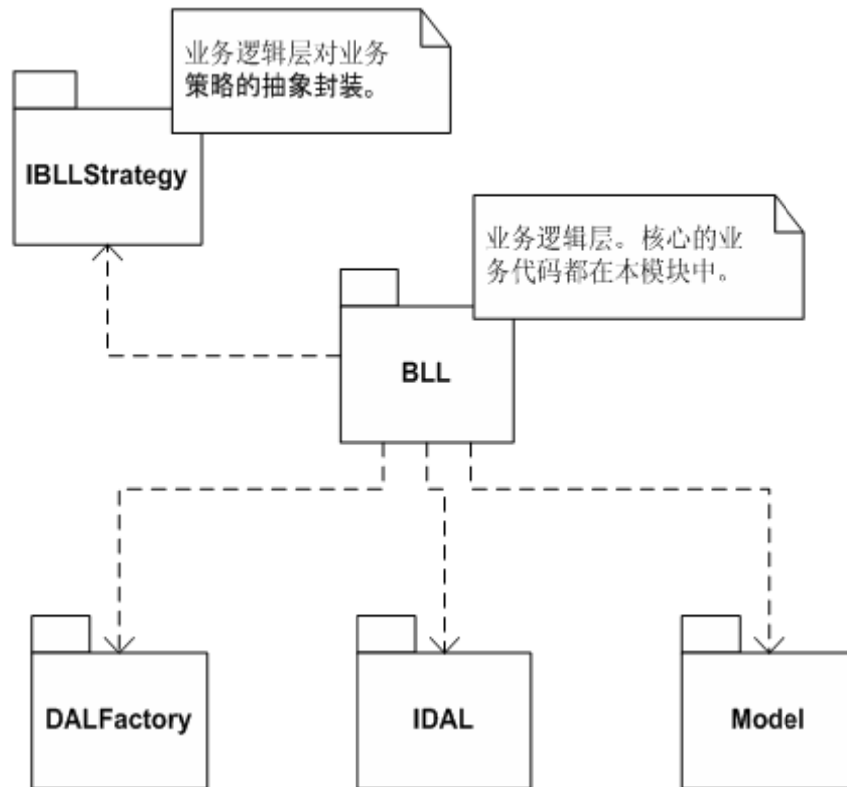 业务逻辑层对业务
策略的抽象封装。
IBLLStrategy
业务逻辑层。核心的业
务代码都在本模块中。
BLL
DALFactory
IDAL
Model